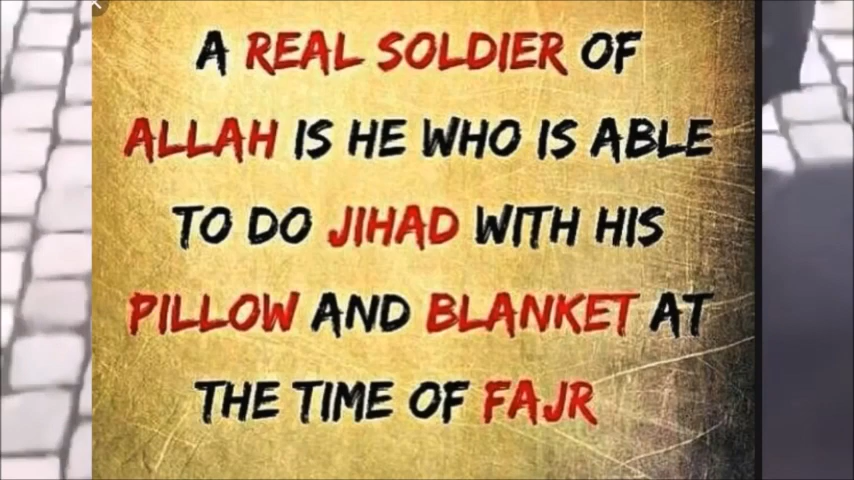 A REAL SOLDIER OF
ALLAH IS HE WHO IS ABLE
TO DO JIHAD WITH HIS
PILLOW AND BLANKET AT
THE TIME OF FAJR